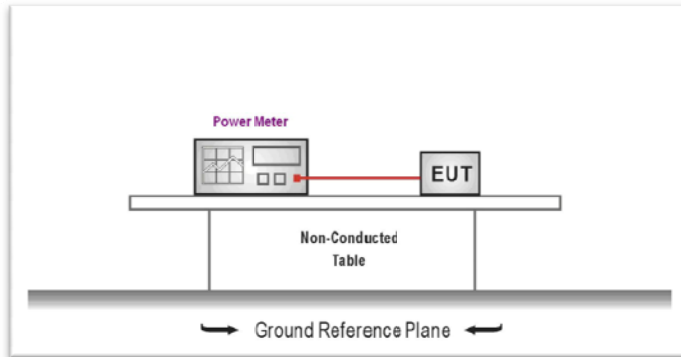 Power Meter
EUT
Non-Conducted
Table
Ground Reference Plane